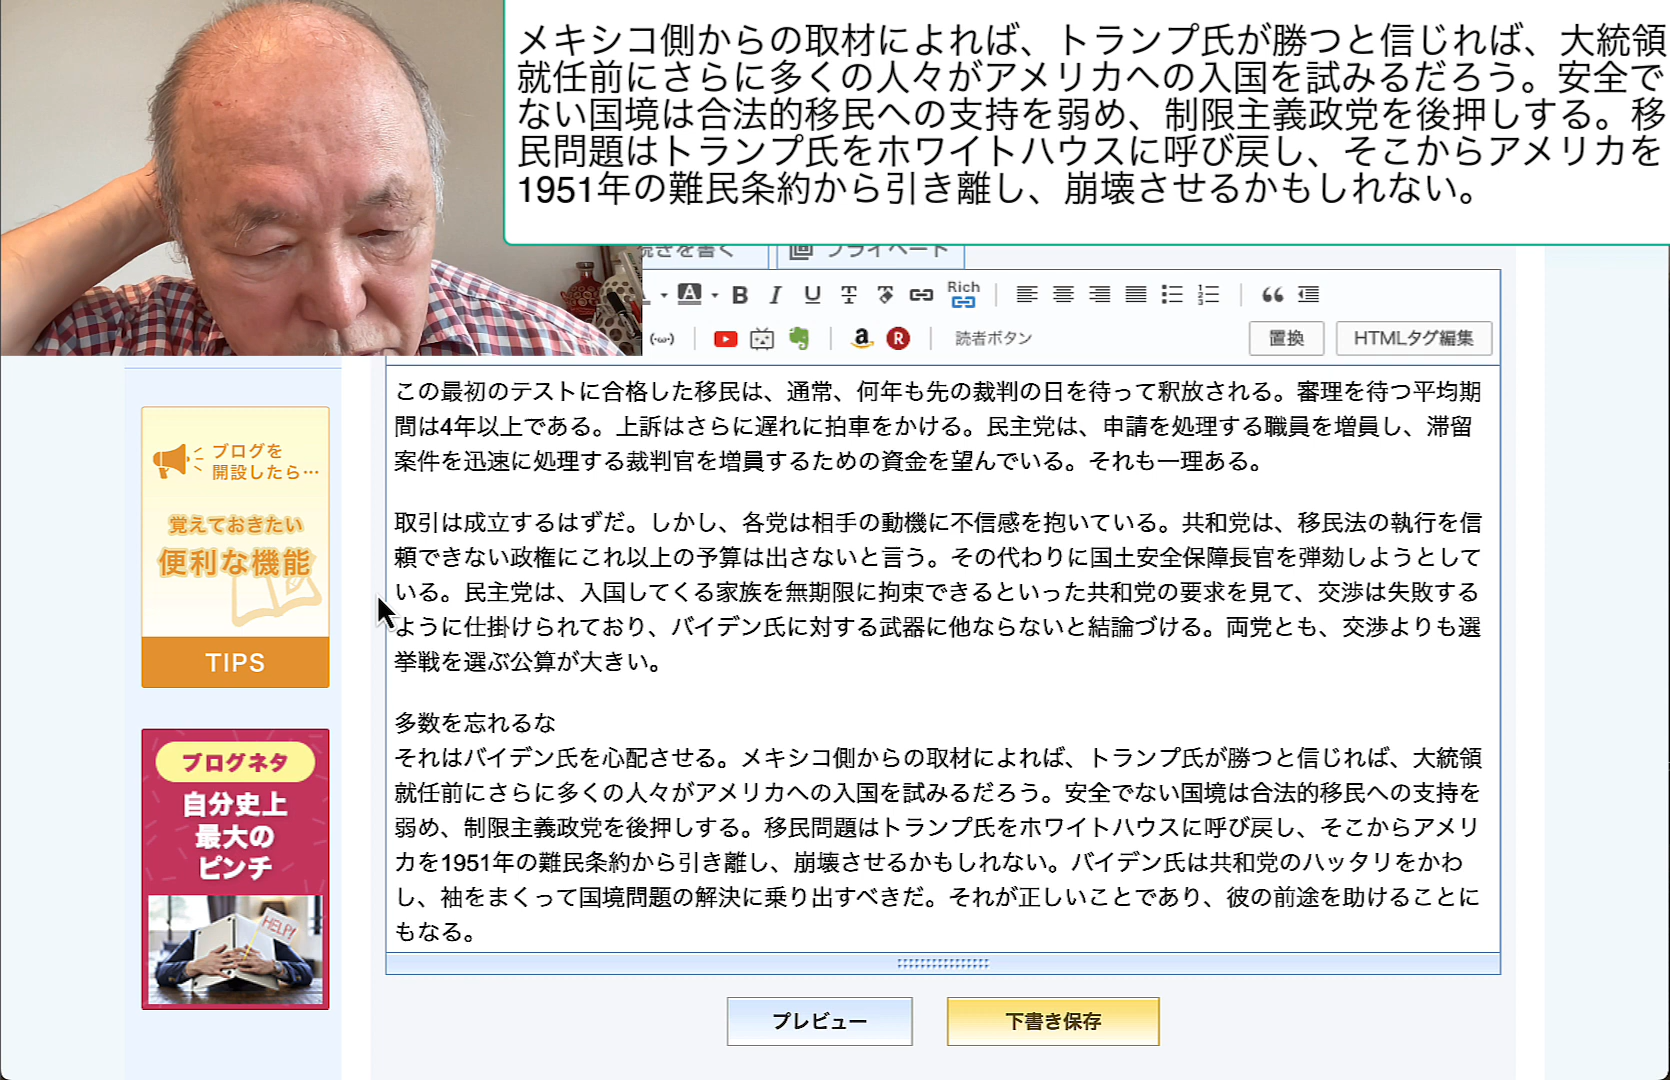 メキシコ側からの取材によれば、トランプ氏が勝つと信じれば、大統領
就任前にさらに多くの人々がアメリカへの入国を試みるだろう。安全で
ない国境は合法的移民への支持を弱め、制限主義政党を後押しする。移
民問題はトランプ氏をホワイトハウスに呼び戻し、そこからアメリカを
1951年の難民条約から引き離し、崩壊させるかもしれない。
続きを書く
プライベート
A B I U T Rich
a R 読者ボタン 置換 HTMLタグ編集
ブログを
開設したら…
覚えておきたい
便利な機能
TIPS
ブログネタ
自分史上
最大の
ピンチ
HELP!
この最初のテストに合格した移民は、通常、何年も先の裁判の日を待って釈放される。審理を待つ平均期
間は4年以上である。上訴はさらに遅れに拍車をかける。民主党は、申請を処理する職員を増員し、滞留
案件を迅速に処理する裁判官を増員するための資金を望んでいる。それも一理ある。
取引は成立するはずだ。しかし、各党は相手の動機に不信感を抱いている。共和党は、移民法の執行を信
頼できない政権にこれ以上の予算は出さないと言う。その代わりに国土安全保障長官を弾劾しようとして
いる。民主党は、入国してくる家族を無期限に拘束できるといった共和党の要求を見て、交渉は失敗する
ように仕掛けられており、バイデン氏に対する武器に他ならないと結論づける。両党とも、交渉よりも選
挙戦を選ぶ公算が大きい。
多数を忘れるな
それはバイデン氏を心配させる。メキシコ側からの取材によれば、トランプ氏が勝つと信じれば、大統領
就任前にさらに多くの人々がアメリカへの入国を試みるだろう。安全でない国境は合法的移民への支持を
弱め、制限主義政党を後押しする。移民問題はトランプ氏をホワイトハウスに呼び戻し、そこからアメリ
カを1951年の難民条約から引き離し、崩壊させるかもしれない。バイデン氏は共和党のハッタリをかわ
し、袖をまくって国境問題の解決に乗り出すべきだ。それが正しいことであり、彼の前途を助けることに
もなる。
プレビュー
下書き保存